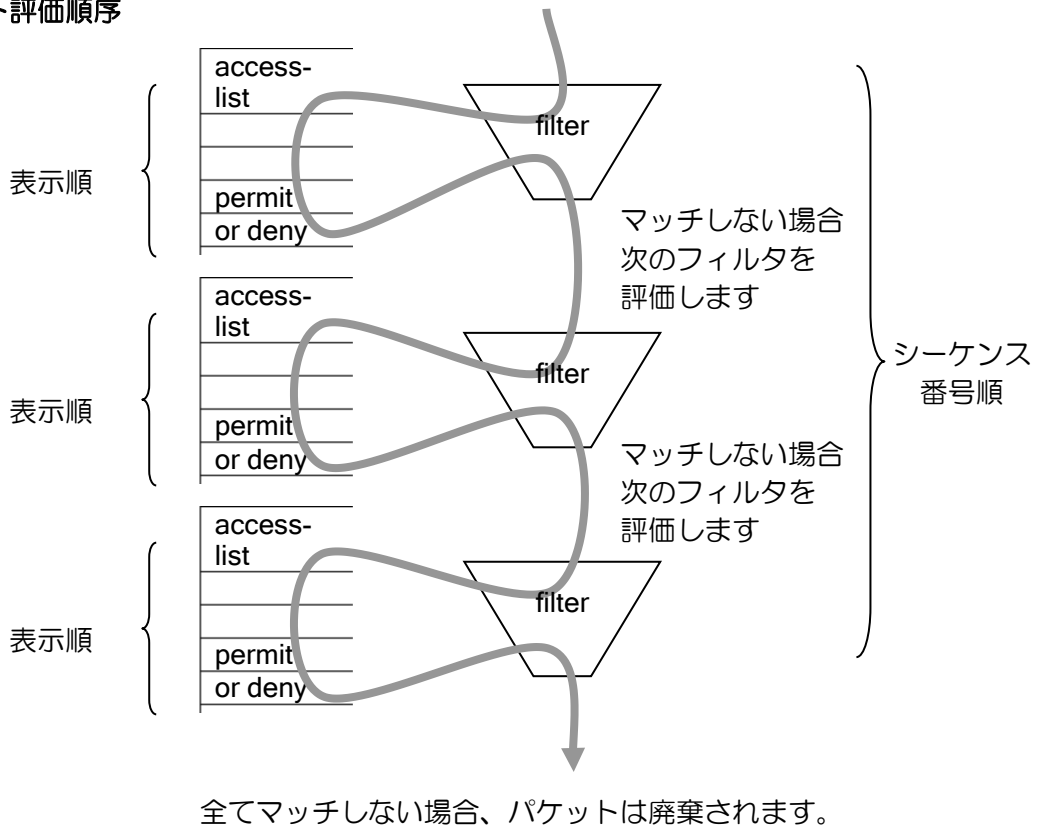 評価順序
access-
list
filter
表示順
permit
or deny
マッチしない場合
次のフィルタを
評価します
access-
list
filter
シーケンス
番号順
表示順
permit
or deny
マッチしない場合
次のフィルタを
評価します
access-
list
filter
表示順
permit
or deny
全てマッチしない場合、パケットは廃棄されます。